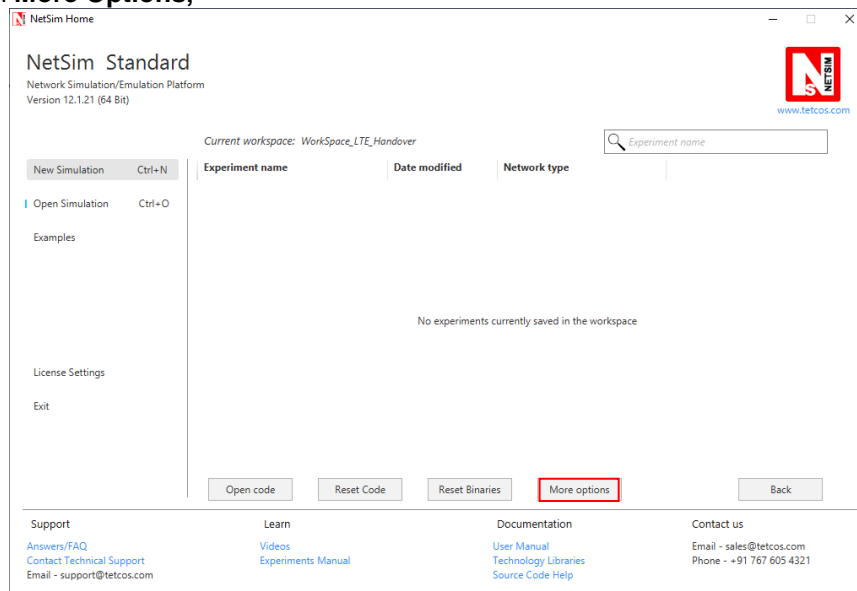 More Options,
NetSim Home
NetSim Standard
Network Simulation/Emulation Platform
Version 12.1.21 (64 Bit)
NETSIM
www.tetcos.com
Current workspace: WorkSpace_LTE_Handover
Experiment name
New Simulation Ctrl+N
Experiment name Date modified Network type
Open Simulation Ctrl+O
Examples
No experiments currently saved in the workspace
License Settings
Exit
Open code Reset Code Reset Binaries More options Back
Support Learn Documentation Contact us
Answers/FAQ Videos User Manual Email - sales@tetcos.com
Contact Technical Support Experiments Manual Technology Libraries Phone - +91 767 605 4321
Email - support@tetcos.com Source Code Help